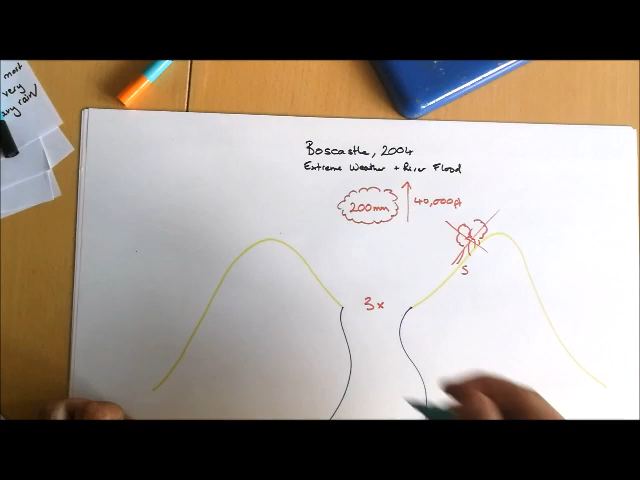 most
very
rain
Boscastle, 2004
Extreme Weather + River Flood
200mm
40,000ft
S
3x